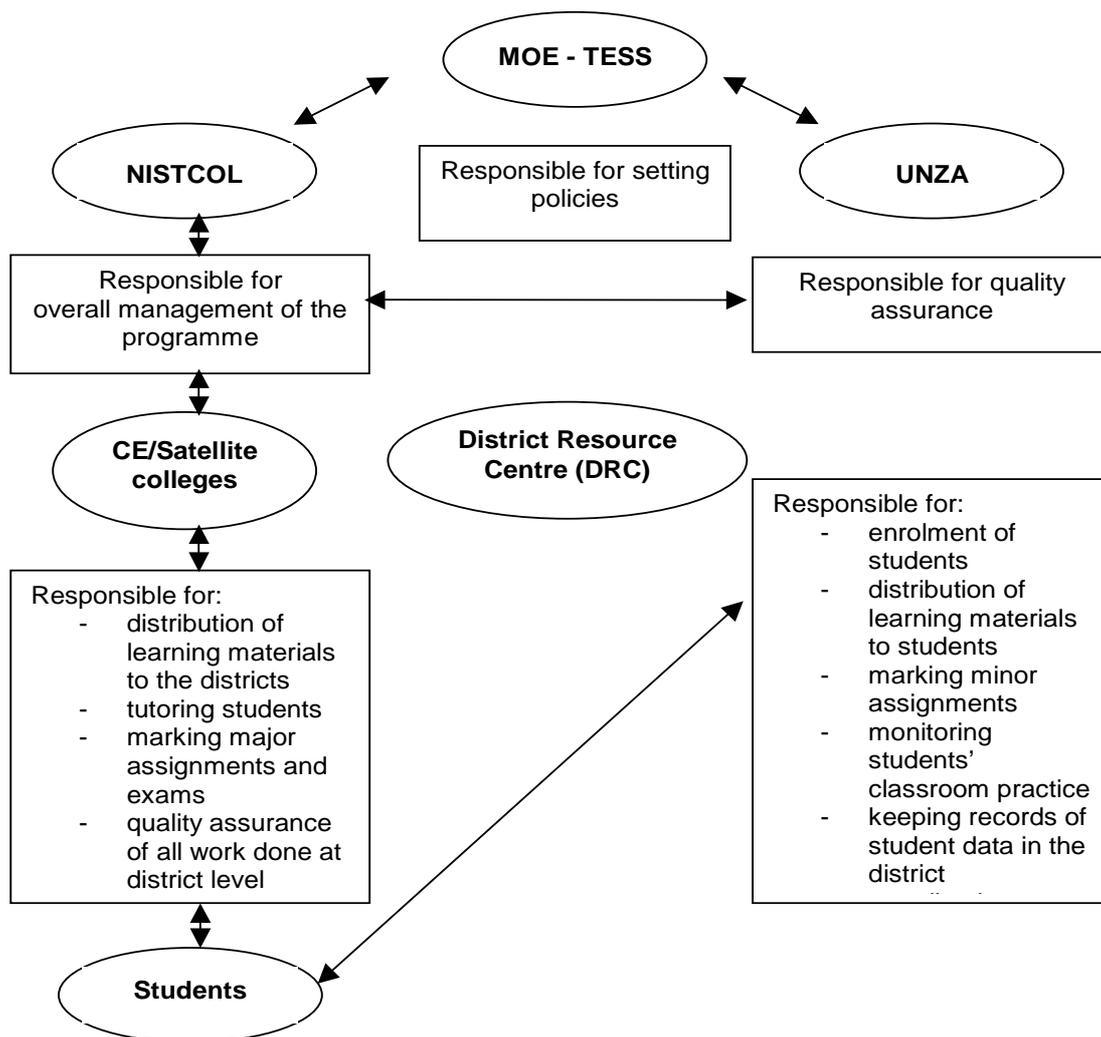 MOE - TESS
NISTCOL
Responsible for setting
policies
UNZA
Responsible for
overall management of the
programme
Responsible for quality
assurance
CE/Satellite
colleges
District Resource
Centre (DRC)
Responsible for:
- distribution of
learning materials
to the districts
- tutoring students
- marking major
assignments and
exams
- quality assurance
of all work done at
district level
Responsible for:
- enrolment of
students
- distribution of
learning materials
to students
- marking minor
assignments
- monitoring
students’
classroom practice
- keeping records of
student data in the
district
Students